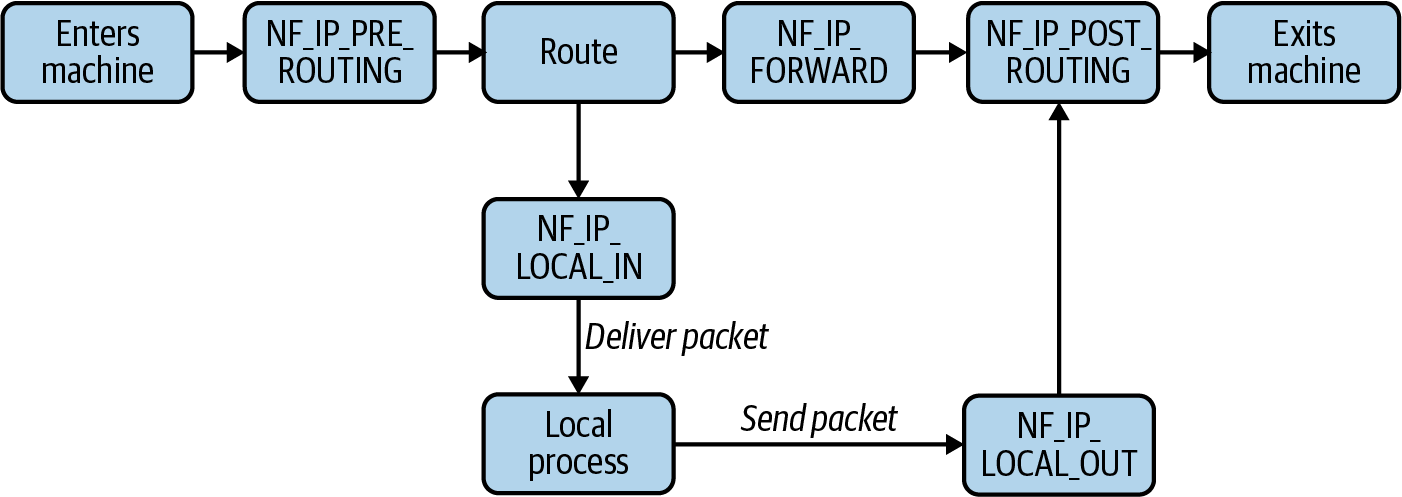 Enters
machine
NF_IP_PRE_
ROUTING
Route
NF_IP_
FORWARD
NF_IP_POST_
ROUTING
Exits
machine
NF_IP_
LOCAL_IN
Deliver packet
Local
process
Send packet
NF_IP_
LOCAL_OUT